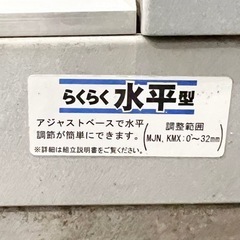 らくらく水平型
アジャストベースで水平
調節が簡単にできます。
※詳細は組立説明書をご覧ください。
調整範囲
(MJN, KMX:0~32mm)